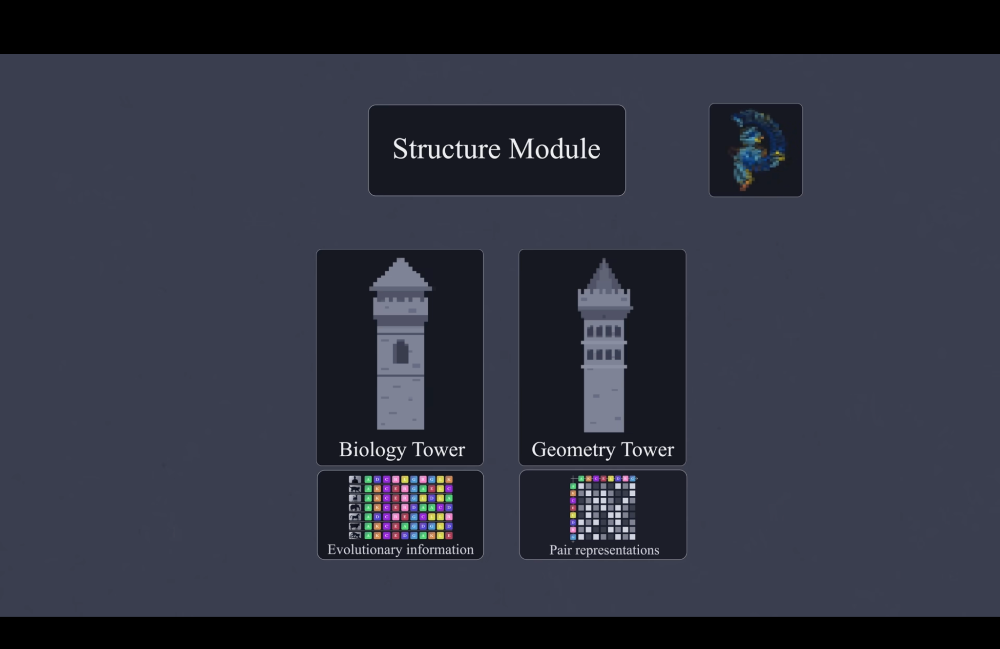 Structure Module
Biology Tower
Geometry Tower
A D C R L G R G L K
A K C E R G A E L C
A K C E R G L D L A
A K C E R D A A C D
A D C R E G C L L R
A K C E A G D G L D
A K C E D G A K L E
Evolutionary information
A K C E L D R G
A
K
C
E
L
D
R
G
Pair representations